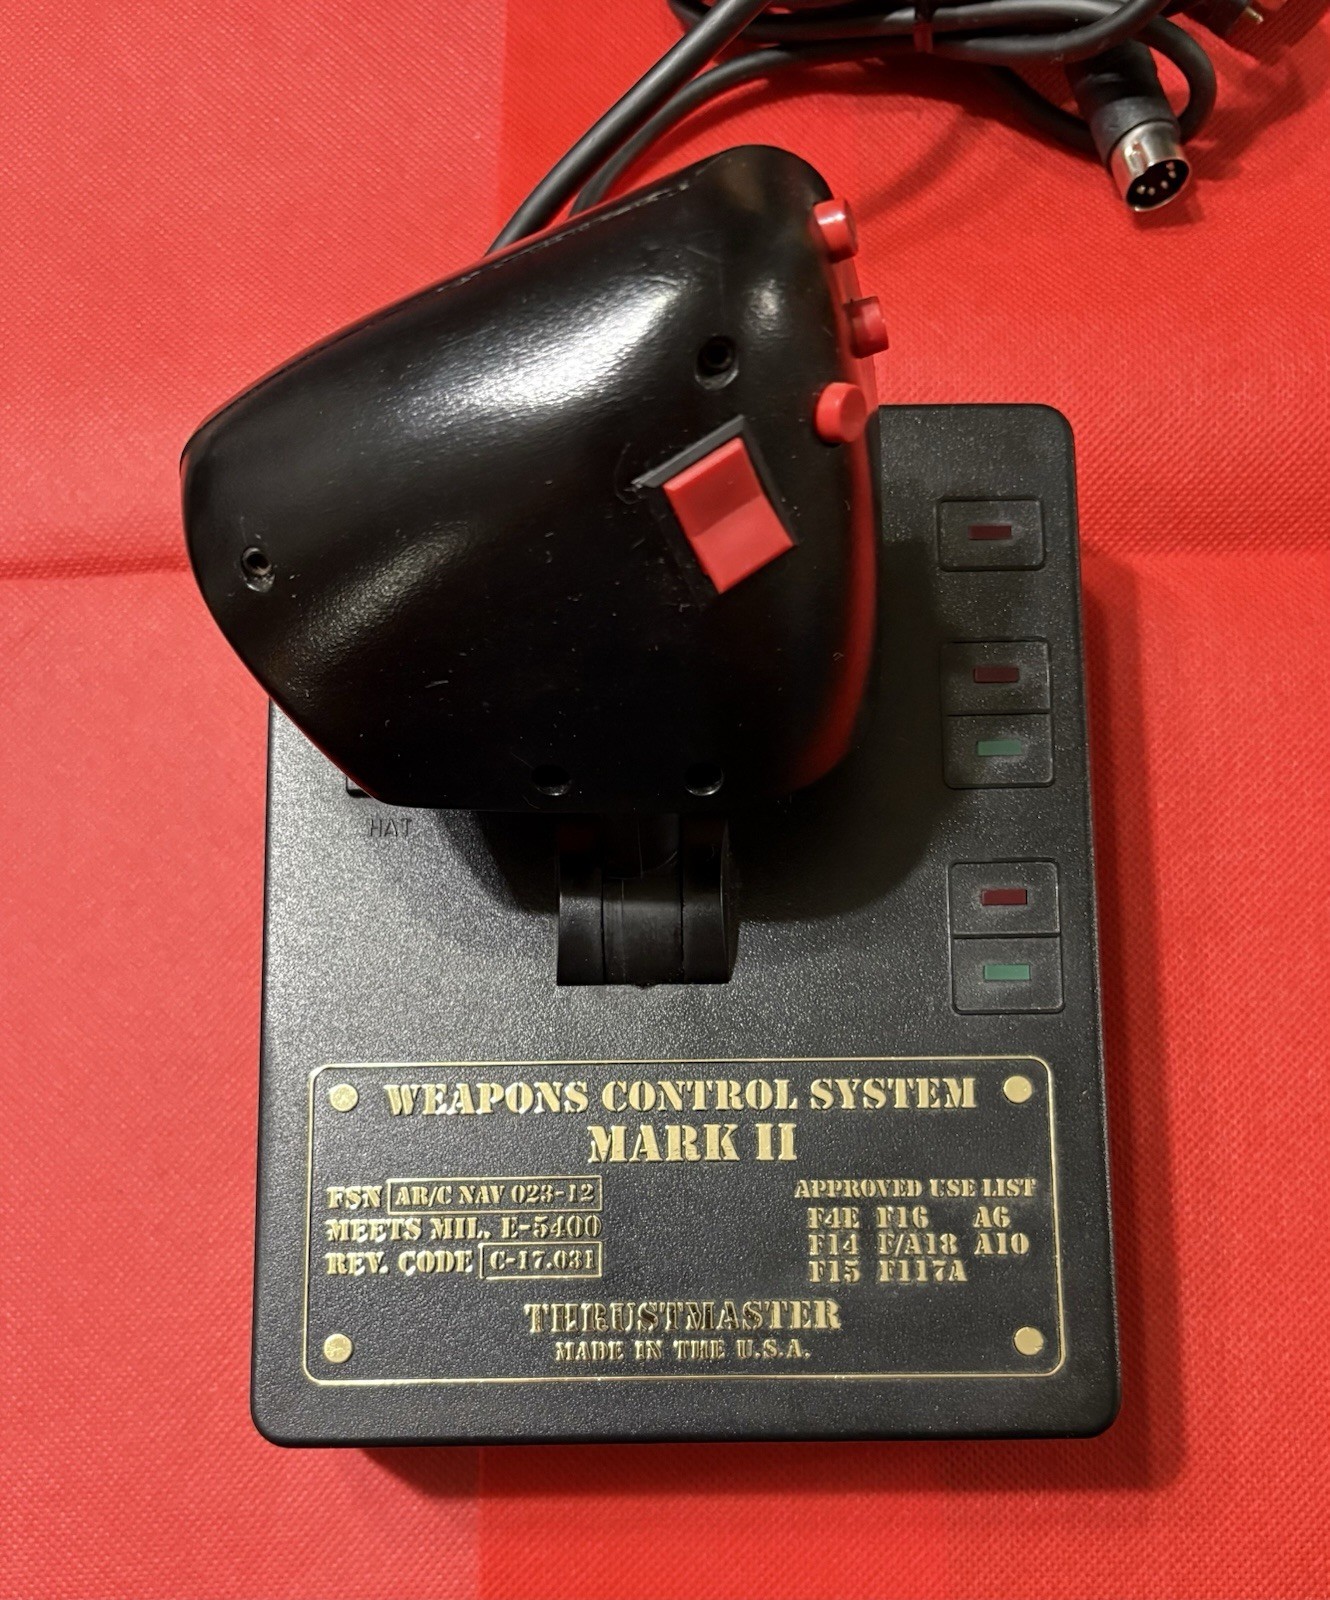 HAT
WEAPONS CONTROL SYSTEM
MARK II
FSN AB/C NAV 023-12
MEETS MIL. E-5400
REV. CODE C-17.031
APPROVED USE LIST
F4E F16 A6
F14 F/A18 A10
F15 F117A
THRUSTMASTER
MADE IN THE U.S.A.